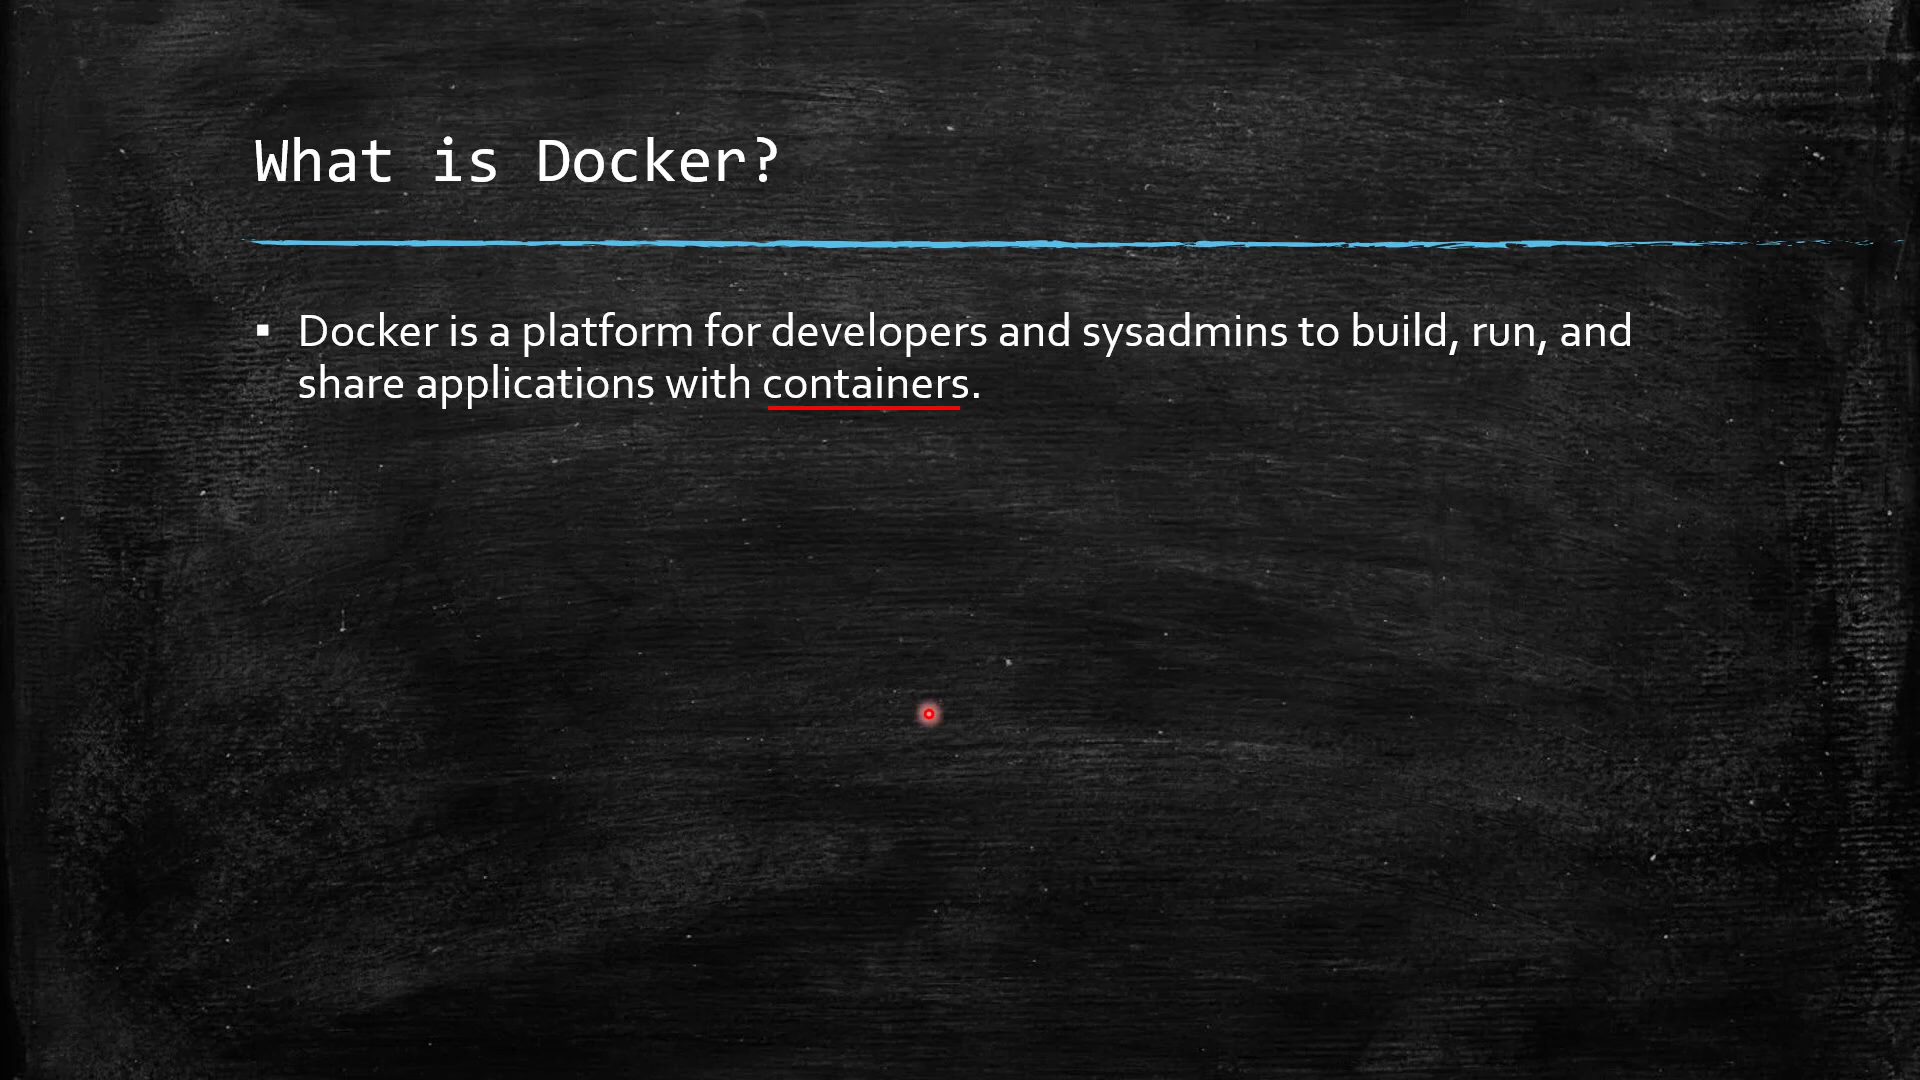 What is Docker?
▪ Docker is a platform for developers and sysadmins to build, run, and
share applications with containers.